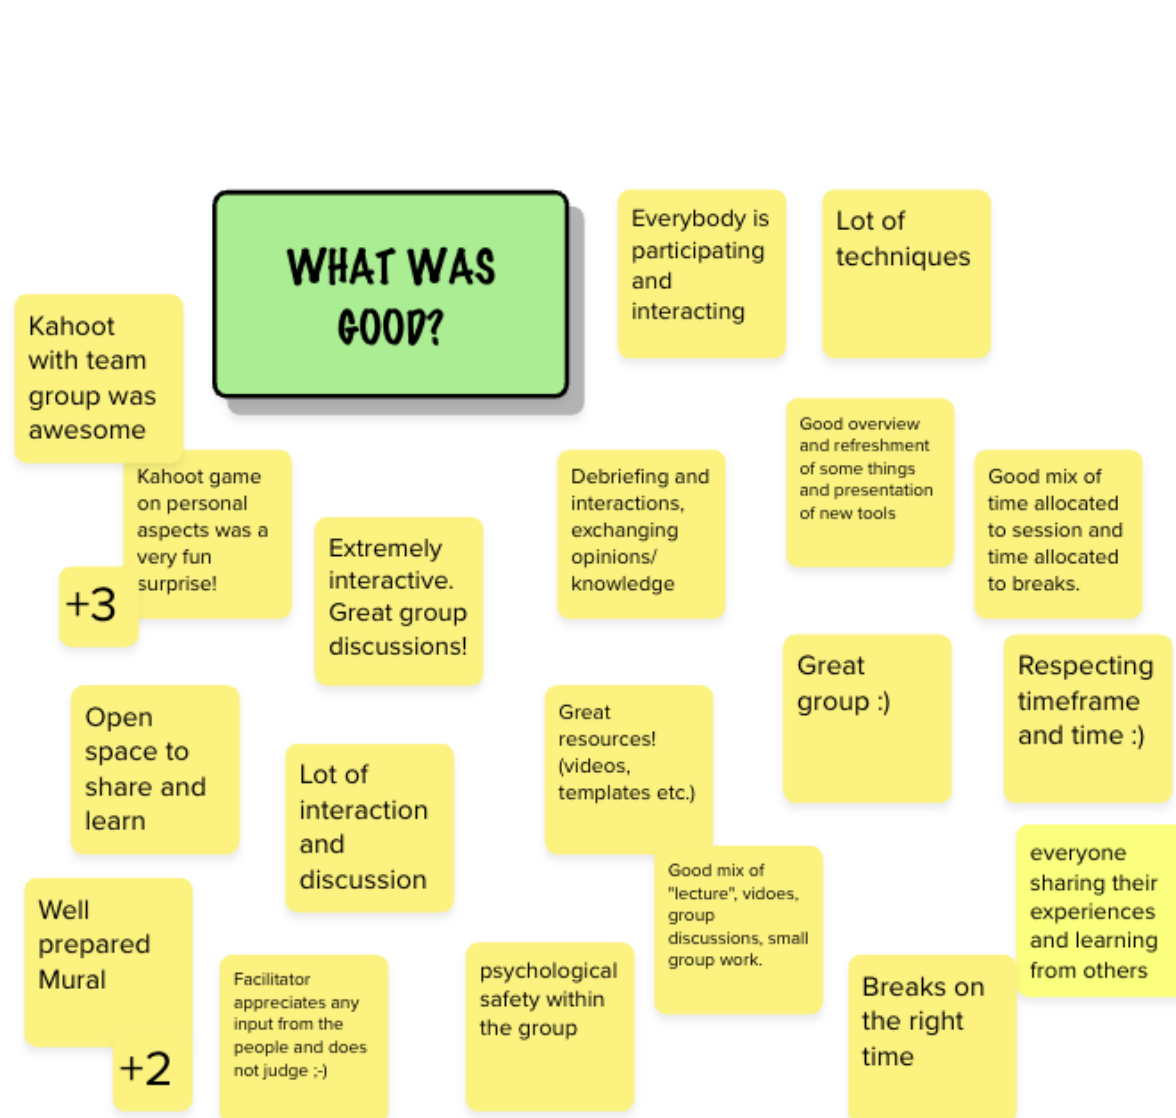 WHAT WAS
GOOD?
Everybody is
participating
and
interacting
Lot of
techniques
Kahoot
with team
group was
awesome
Kahoot game
on personal
aspects was a
very fun
surprise!
+3
Extremely
interactive.
Great group
discussions!
Debriefing and
interactions,
exchanging
opinions/
knowledge
Good overview
and refreshment
of some things
and presentation
of new tools
Good mix of
time allocated
to session and
time allocated
to breaks.
Open
space to
share and
learn
Lot of
interaction
and
discussion
Great
resources!
(videos,
templates etc.)
Great
group :)
Respecting
timeframe
and time :)
Well
prepared
Mural
+2
Facilitator
appreciates any
input from the
people and does
not judge ;-)
psychological
safety within
the group
Good mix of
"lecture", vidoes,
group
discussions, small
group work.
Breaks on
the right
time
everyone
sharing their
experiences
and learning
from others